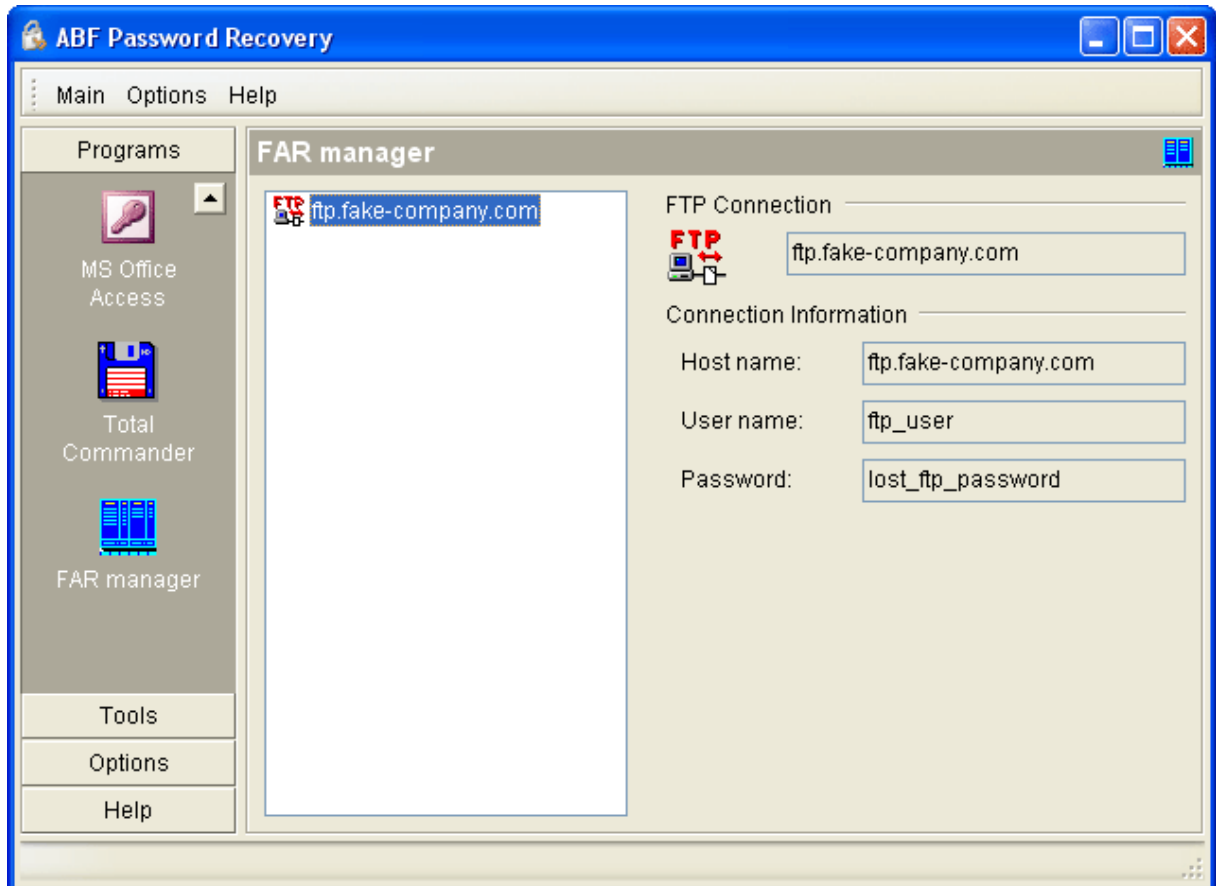 ABF Password Recovery
Main Options Help
Programs
MS Office
Access
Total
Commander
FAR manager
Tools
Options
Help
FAR manager
FTP ftp.fake-company.com
FTP Connection
FTP
ftp.fake-company.com
Connection Information
Host name: ftp.fake-company.com
User name: ftp_user
Password: lost_ftp_password